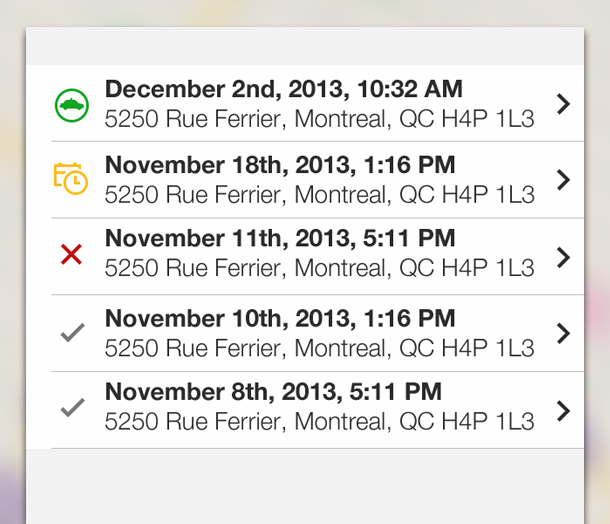 December 2nd, 2013, 10:32 AM
5250 Rue Ferrier, Montreal, QC H4P 1L3
November 18th, 2013, 1:16 PM
5250 Rue Ferrier, Montreal, QC H4P 1L3
November 11th, 2013, 5:11 PM
5250 Rue Ferrier, Montreal, QC H4P 1L3
November 10th, 2013, 1:16 PM
5250 Rue Ferrier, Montreal, QC H4P 1L3
November 8th, 2013, 5:11 PM
5250 Rue Ferrier, Montreal, QC H4P 1L3